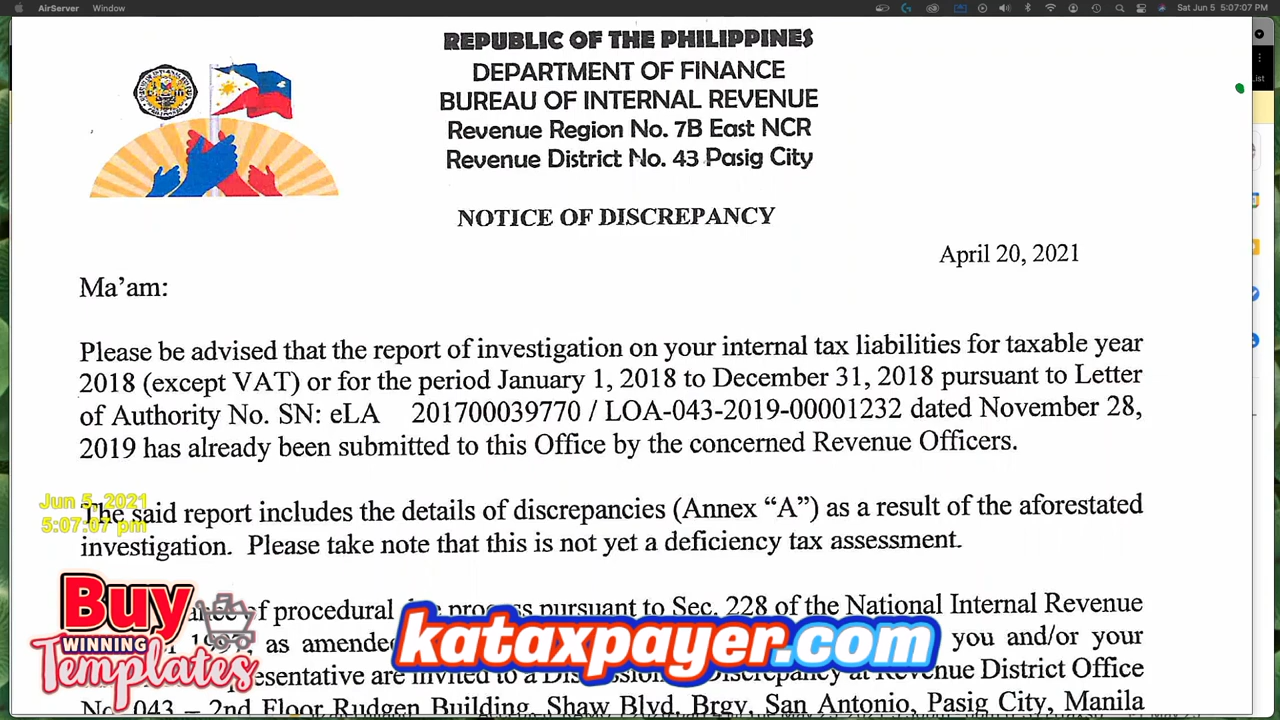 AirServer Window Sat Jun 5 5:07:07 PM
REPUBLIC OF THE PHILIPPINES
DEPARTMENT OF FINANCE
BUREAU OF INTERNAL REVENUE
Revenue Region No. 7B East NCR
Revenue District No. 43 Pasig City
List
NOTICE OF DISCREPANCY
April 20, 2021
Ma’am:
Please be advised that the report of investigation on your internal tax liabilities for taxable year
2018 (except VAT) or for the period January 1, 2018 to December 31, 2018 pursuant to Letter
of Authority No. SN: eLA 201700039770 / LOA-043-2019-00001232 dated November 28,
2019 has already been submitted to this Office by the concerned Revenue Officers.
Jun 5, 2021
5:07:07 pm
The said report includes the details of discrepancies (Annex “A”) as a result of the aforestated
investigation. Please take note that this is not yet a deficiency tax assessment.
of procedural due process pursuant to Sec. 228 of the National Internal Revenue
1997, as amended you and/or your
are invited to a Discussion Discrepancy at Revenue District Office
No. 043 – 2nd Floor Rudgen Building, Shaw Blvd, Brgy, San Antonio, Pasig City, Manila
Buy
WINNING
Templates
kataxpayer.com